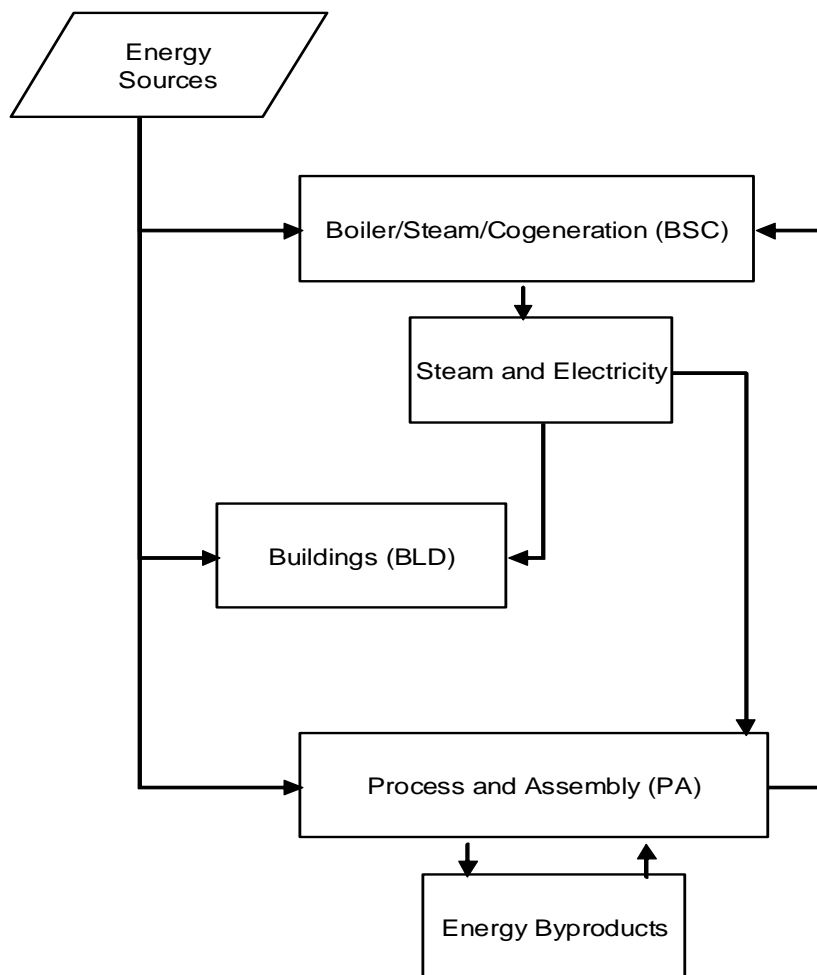 Energy
Sources
Boiler/Steam/Cogeneration (BSC)
Steam and Electricity
Buildings (BLD)
Process and Assembly (PA)
Energy Byproducts